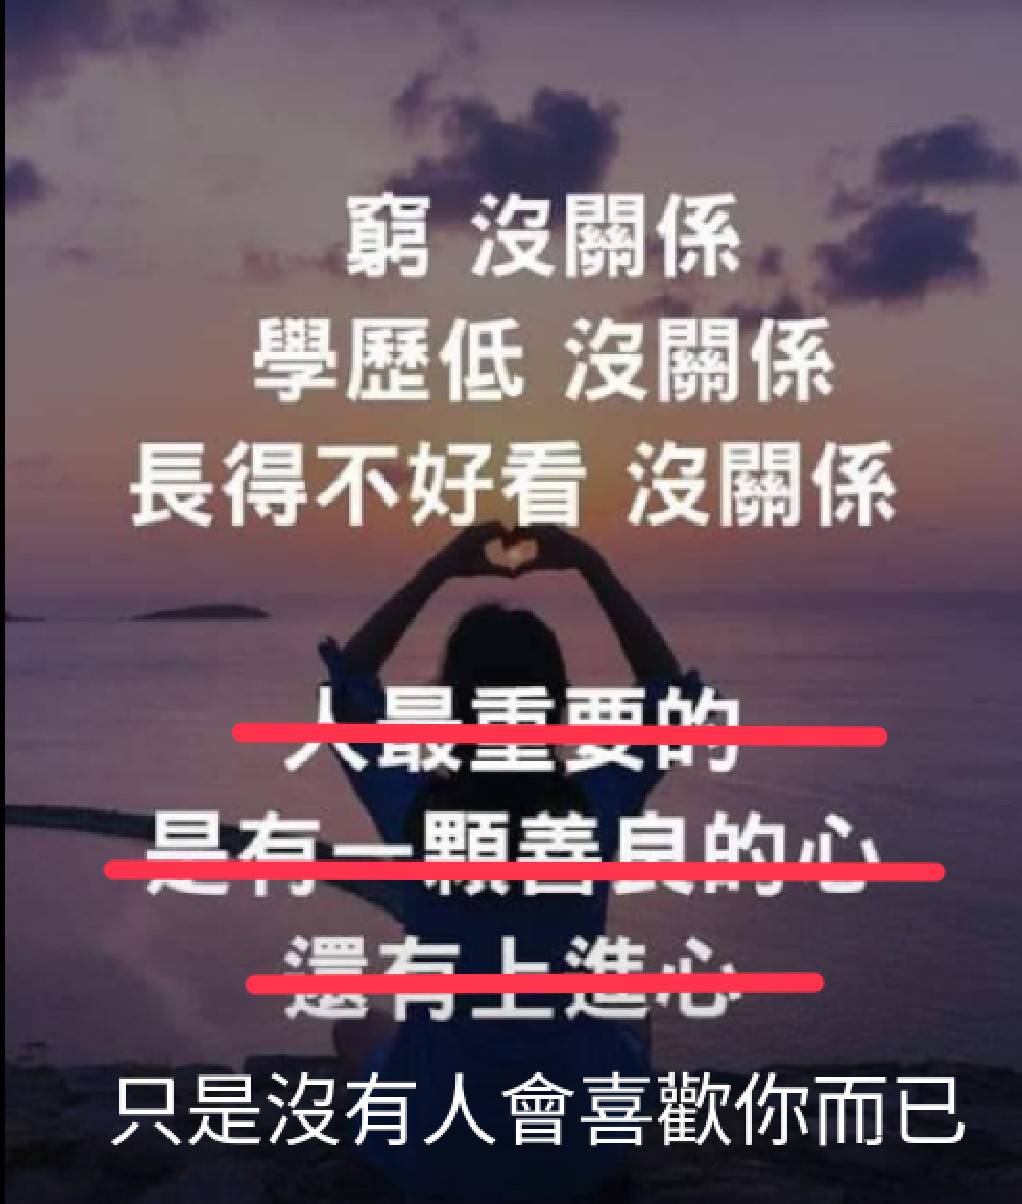 窮 沒關係
學歷低 沒關係
長得不好看 沒關係
人最重要的
是有一顆善良的心
還有上進心
只是沒有人會喜歡你而已